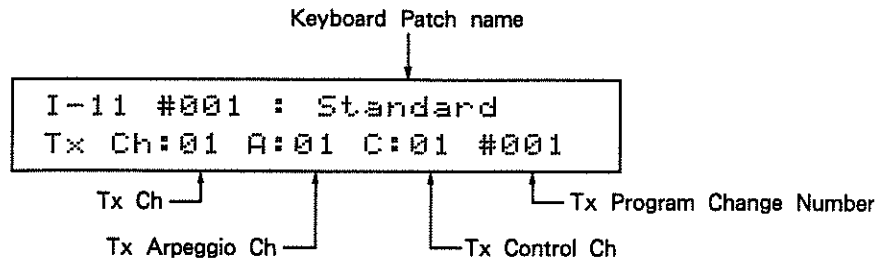 Keyboard Patch name
I-11 #001 : Standard
Tx Ch:01 A:01 C:01 #001
Tx Ch
Tx Program Change Number
Tx Arpeggio Ch
Tx Control Ch